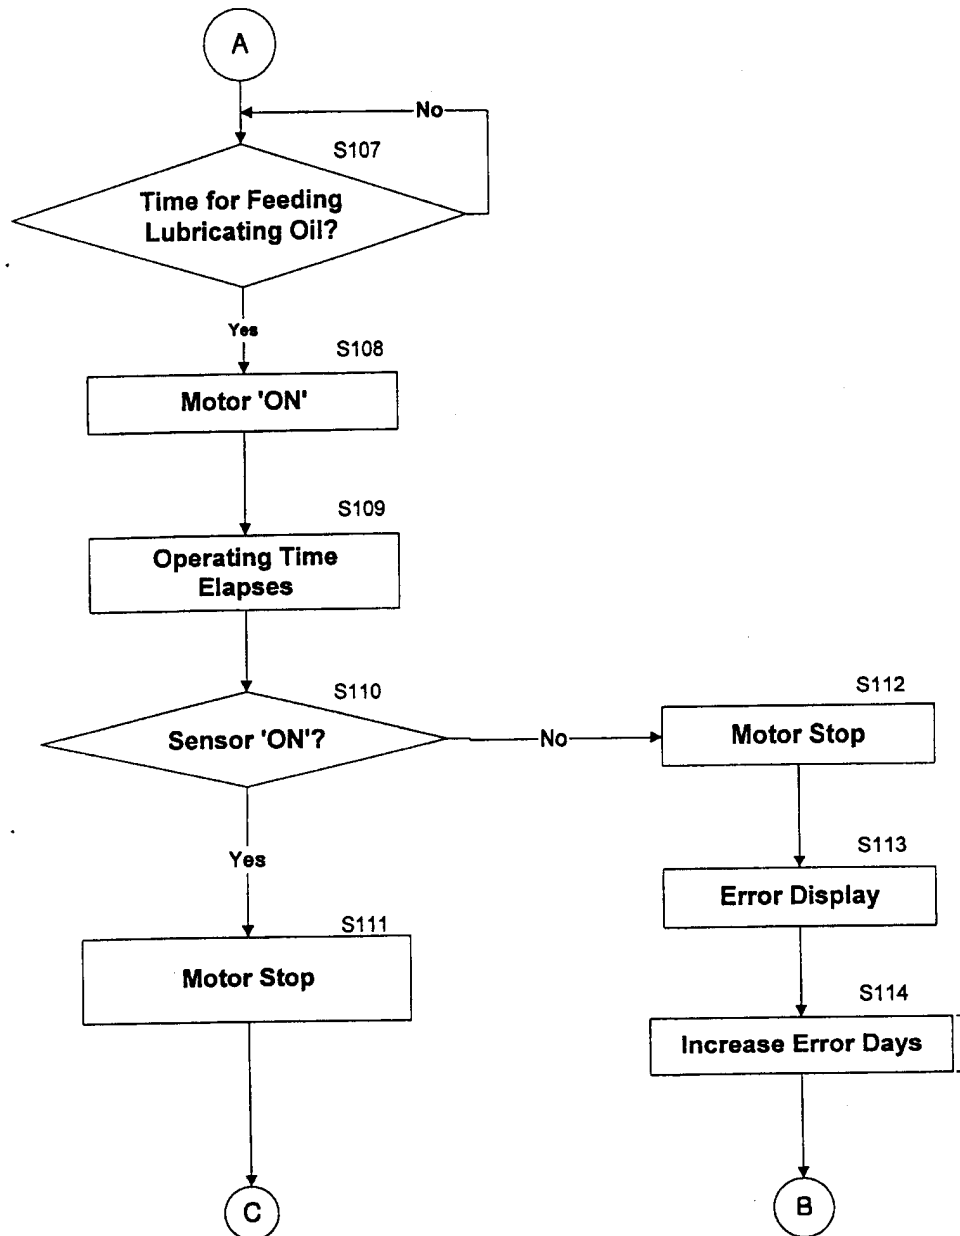 A
No
S107
Time for Feeding
Lubricating Oil?
Yes
S108
Motor 'ON'
S109
Operating Time
Elapses
S110
Sensor 'ON'?
No
S112
Motor Stop
Yes
S113
Error Display
S111
Motor Stop
S114
Increase Error Days
C
B